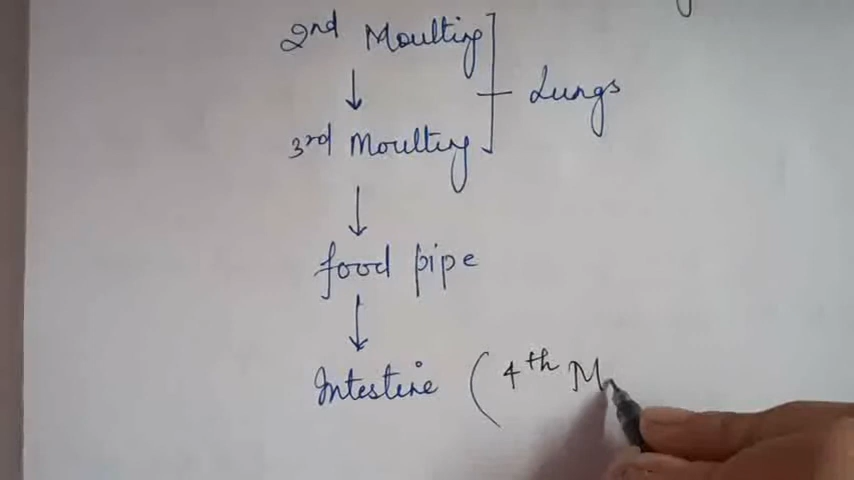 2nd Moulting
Lungs
3rd Moulting
food pipe
Intestine (4th M